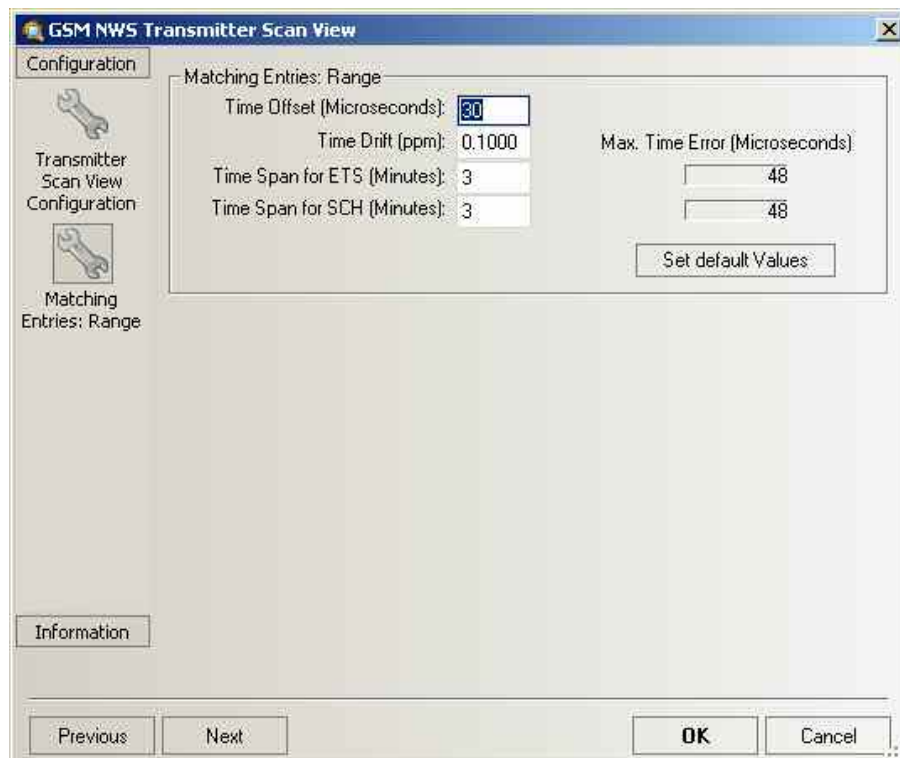 GSM NWS Transmitter Scan View
Configuration
Transmitter
Scan View
Configuration
Matching
Entries: Range
Information
Matching Entries: Range
Time Offset (Microseconds): 30
Time Drift (ppm): 0.1000 Max. Time Error (Microseconds)
Time Span for ETS (Minutes): 3 48
Time Span for SCH (Minutes): 3 48
Set default Values
Previous Next OK Cancel